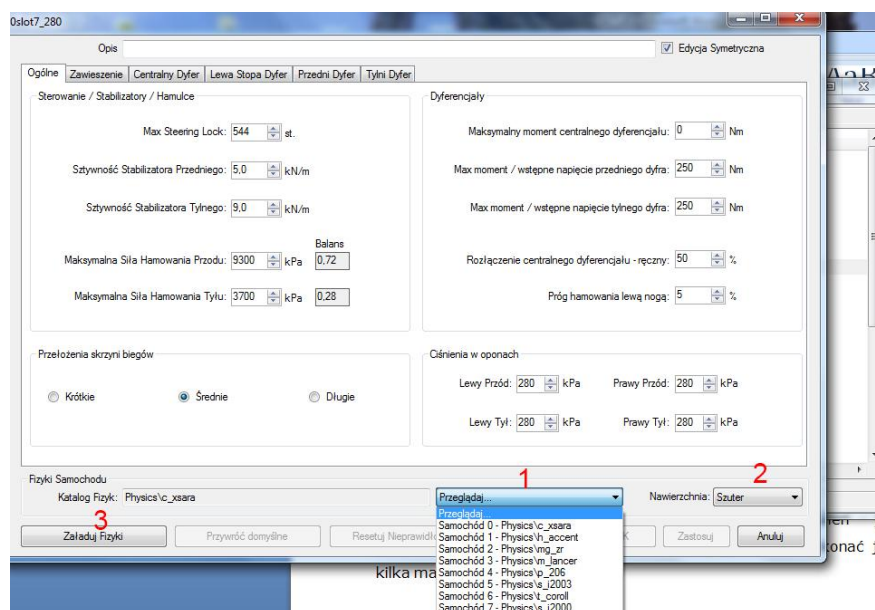 0slot7_280
Opis
Edycja Symetryczna
Ogólne Zawieszenie Centralny Dyfer Lewa Stopa Dyfer Przedni Dyfer Tylni Dyfer
Sterowanie / Stabilizatory / Hamulce
Max Steering Lock: 544 st.
Sztywność Stabilizatora Przedniego: 5,0 kN/m
Sztywność Stabilizatora Tylnego: 9,0 kN/m
Balans
Maksymalna Siła Hamowania Przodu: 9300 kPa 0,72
Maksymalna Siła Hamowania Tyłu: 3700 kPa 0,28
Dyferencjały
Maksymalny moment centralnego dyferencjału: 0 Nm
Max moment / wstępne napięcie przedniego dyfra: 250 Nm
Max moment / wstępne napięcie tylnego dyfra: 250 Nm
Rozłączenie centralnego dyferencjału - ręczny: 50 %
Próg hamowania lewą nogą: 5 %
Przełożenia skrzyni biegów
Krótkie Średnie Długie
Ciśnienia w oponach
Lewy Przód: 280 kPa Prawy Przód: 280 kPa
Lewy Tył: 280 kPa Prawy Tył: 280 kPa
Fizyki Samochodu
1
2
Katalog Fizyk: Physics\c_xsara Przeglądaj... Nawierzchnia: Szuter
3
Załaduj Fizyki Przywróć domyślne Resetuj Zastosuj Anuluj
Przeglądaj...
Samochód 0 - Physics\c_xsara
Samochód 1 - Physics\h_accent
Samochód 2 - Physics\mg_zr
Samochód 3 - Physics\m_lancer
Samochód 4 - Physics\p_206
Samochód 5 - Physics\s_i2003
Samochód 6 - Physics\t_coroll
Samochód 7 - Physics\s_i2000
kilka